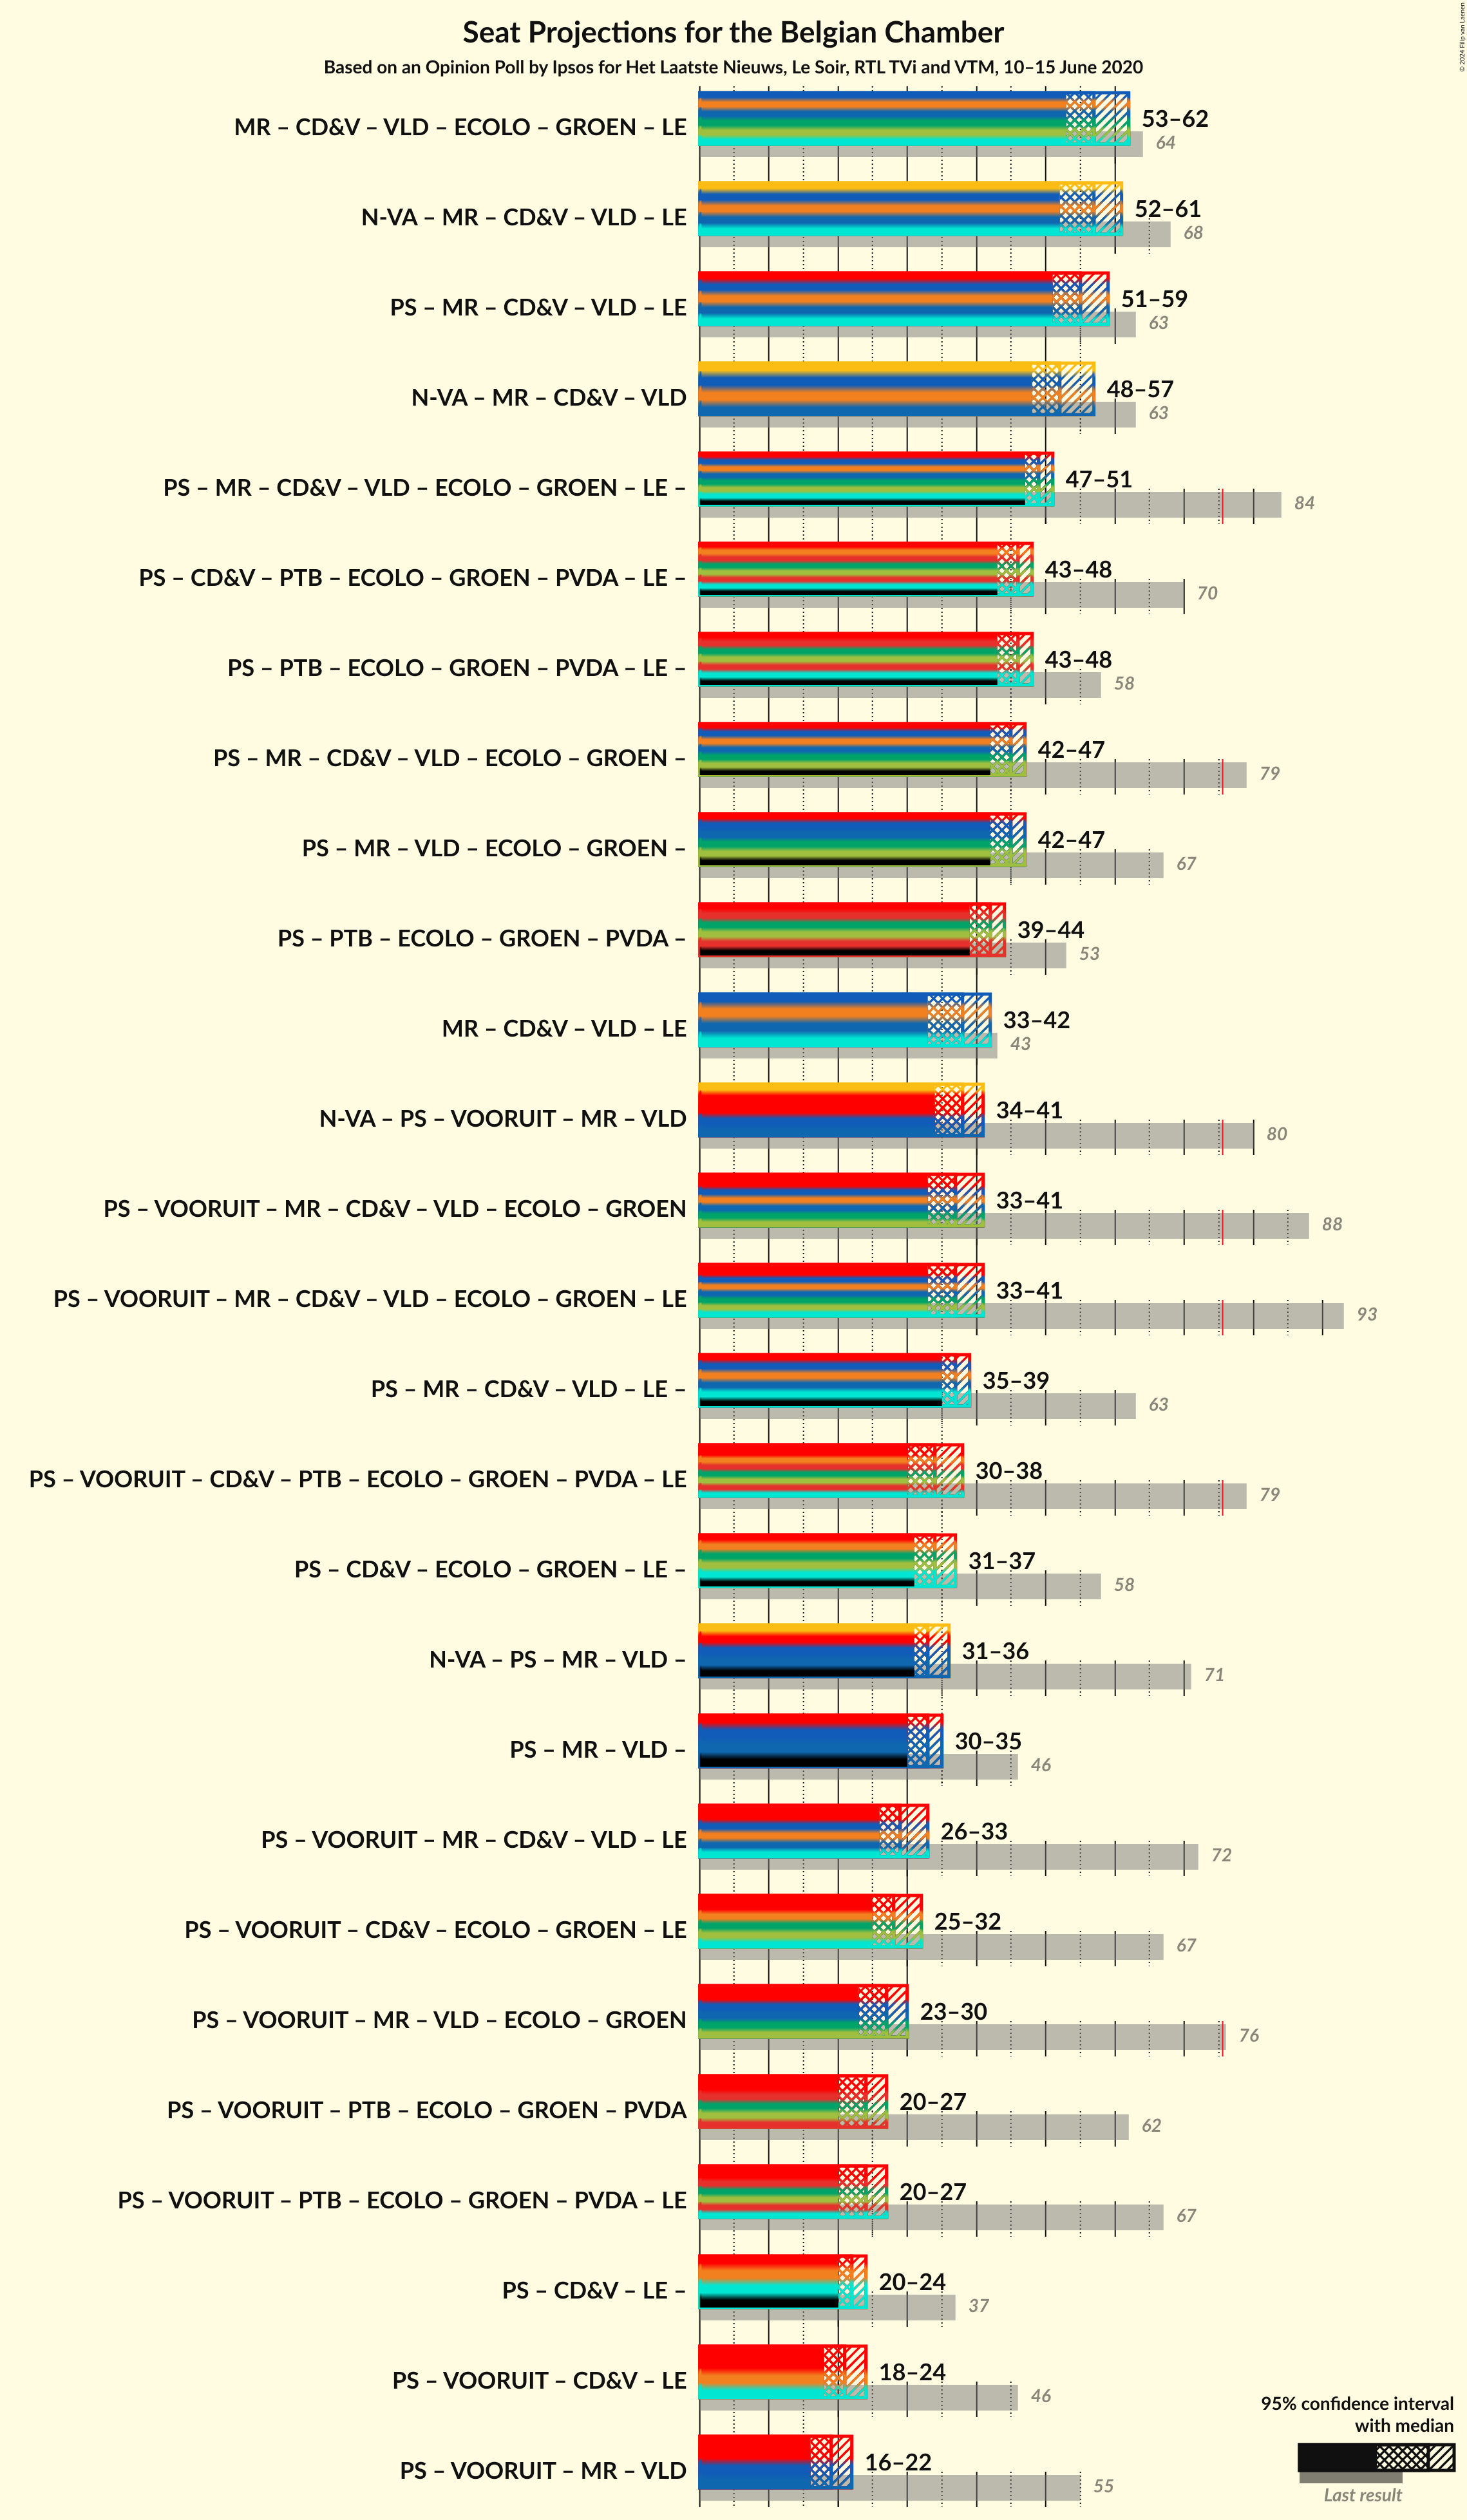 Seat Projections for the Belgian Chamber
Based on an Opinion Poll by Ipsos for Het Laatste Nieuws, Le Soir, RTL TVi and VTM, 10–15 June 2020
© 2024 Filip van Laenen
MR – CD&V – VLD – ECOLO – GROEN – LE
53–62
64
N-VA – MR – CD&V – VLD – LE
52–61
68
PS – MR – CD&V – VLD – LE
51–59
63
N-VA – MR – CD&V – VLD
48–57
63
PS – MR – CD&V – VLD – ECOLO – GROEN – LE –
47–51
84
PS – CD&V – PTB – ECOLO – GROEN – PVDA – LE –
43–48
70
PS – PTB – ECOLO – GROEN – PVDA – LE –
43–48
58
PS – MR – CD&V – VLD – ECOLO – GROEN –
42–47
79
PS – MR – VLD – ECOLO – GROEN –
42–47
67
PS – PTB – ECOLO – GROEN – PVDA –
39–44
53
MR – CD&V – VLD – LE
33–42
43
N-VA – PS – VOORUIT – MR – VLD
34–41
80
PS – VOORUIT – MR – CD&V – VLD – ECOLO – GROEN
33–41
88
PS – VOORUIT – MR – CD&V – VLD – ECOLO – GROEN – LE
33–41
93
PS – MR – CD&V – VLD – LE –
35–39
63
PS – VOORUIT – CD&V – PTB – ECOLO – GROEN – PVDA – LE
30–38
79
PS – CD&V – ECOLO – GROEN – LE –
31–37
58
N-VA – PS – MR – VLD –
31–36
71
PS – MR – VLD –
30–35
46
PS – VOORUIT – MR – CD&V – VLD – LE
26–33
72
PS – VOORUIT – CD&V – ECOLO – GROEN – LE
25–32
67
PS – VOORUIT – MR – VLD – ECOLO – GROEN
23–30
76
PS – VOORUIT – PTB – ECOLO – GROEN – PVDA
20–27
62
PS – VOORUIT – PTB – ECOLO – GROEN – PVDA – LE
20–27
67
PS – CD&V – LE –
20–24
37
PS – VOORUIT – CD&V – LE
18–24
46
PS – VOORUIT – MR – VLD
16–22
55
95% confidence interval
with median
Last result